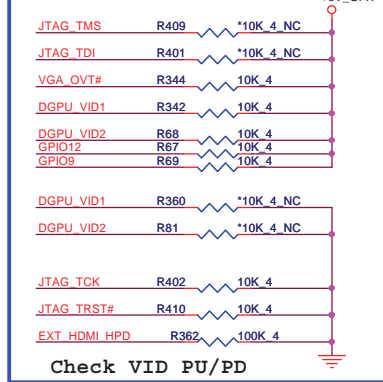 JTAG_TMS R409 *10K_4_NC
JTAG_TDI R401 *10K_4_NC
VGA_OVT# R344 10K_4
DGPU_VID1 R342 10K_4
DGPU_VID2 R68 10K_4
GPIO12 R67 10K_4
GPIO9 R69 10K_4
DGPU_VID1 R360 *10K_4_NC
DGPU_VID2 R81 *10K_4_NC
JTAG_TCK R402 10K_4
JTAG_TRST# R410 10K_4
EXT_HDMI_HPD R362 100K_4
Check VID PU/PD